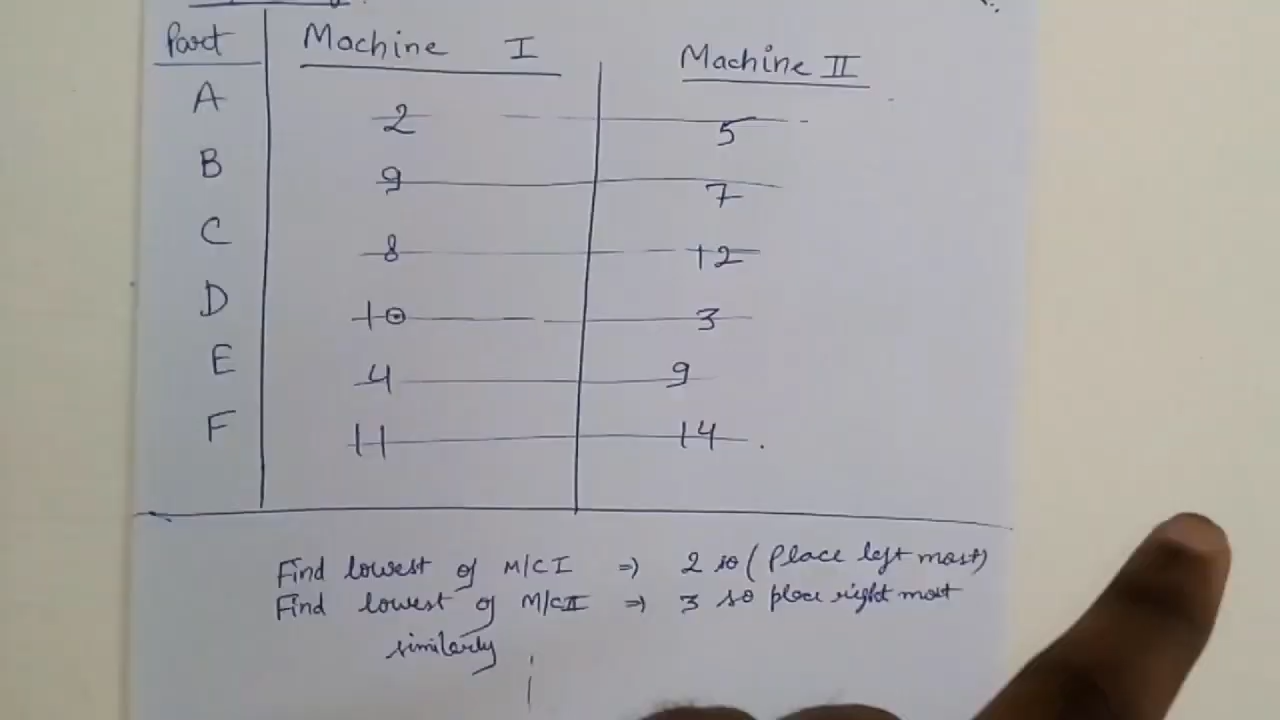 Part Machine I Machine II
A 2 5
B 9 7
C 8 12
D 10 3
E 4 9
F 11 14.
Find lowest of M/C I ⇒ 2 so (Place left most)
Find lowest of M/C II ⇒ 3 so place right most
similarly